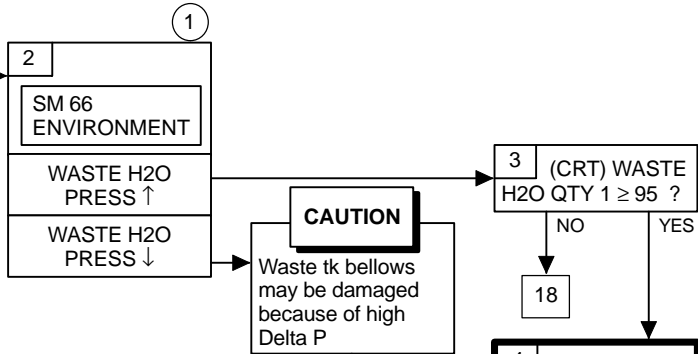 1
2
SM 66
ENVIRONMENT
WASTE H2O
PRESS ↑
WASTE H2O
PRESS ↓
CAUTION
Waste tk bellows
may be damaged
because of high
Delta P
3
(CRT) WASTE
H2O QTY 1 ≥ 95 ?
NO
YES
18